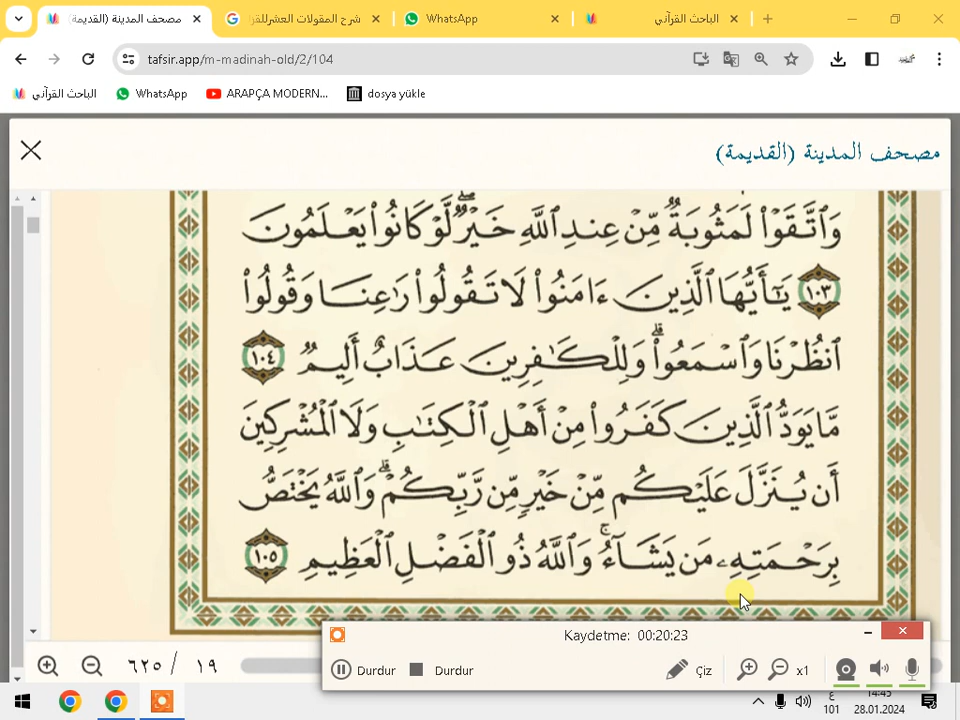 مصحف المدينة (القديمة)
شرح المقولات العشرللقر
WhatsApp
الباحث القرآني
tafsir.app/m-madinah-old/2/104
الباحث القرآني
WhatsApp
ARAPÇA MODERN...
dosya yükle
مصحف المدينة (القديمة)
وَٱتَّقَوْا۟ لَمَثُوبَةٌ مِّنْ عِندِ ٱللَّهِ خَيْرٌ ۖ لَّوْ كَانُوا۟ يَعْلَمُونَ
١٠٣ يَـٰٓأَيُّهَا ٱلَّذِينَ ءَامَنُوا۟ لَا تَقُولُوا۟ رَٰعِنَا وَقُولُوا۟
ٱنظُرْنَا وَٱسْمَعُوا۟ ۗ وَلِلْكَـٰفِرِينَ عَذَابٌ أَلِيمٌ ١٠٤
مَّا يَوَدُّ ٱلَّذِينَ كَفَرُوا۟ مِنْ أَهْلِ ٱلْكِتَـٰبِ وَلَا ٱلْمُشْرِكِينَ
أَن يُنَزَّلَ عَلَيْكُم مِّنْ خَيْرٍ مِّن رَّبِّكُمْ ۗ وَٱللَّهُ يَخْتَصُّ
بِرَحْمَتِهِۦ مَن يَشَآءُ ۚ وَٱللَّهُ ذُو ٱلْفَضْلِ ٱلْعَظِيمِ ١٠٥
Kaydetme: 00:20:23
٦٢٥ / ١٩
Durdur
Durdur
Çiz
x1
ع
101
14:45
28.01.2024